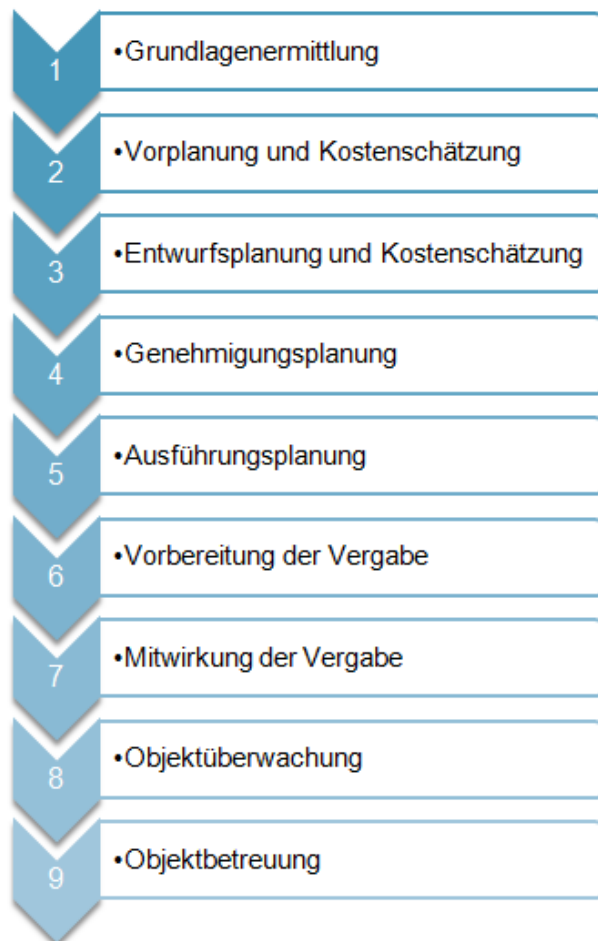 1 •Grundlagenermittlung
2 •Vorplanung und Kostenschätzung
3 •Entwurfsplanung und Kostenschätzung
4 •Genehmigungsplanung
5 •Ausführungsplanung
6 •Vorbereitung der Vergabe
7 •Mitwirkung der Vergabe
8 •Objektüberwachung
9 •Objektbetreuung